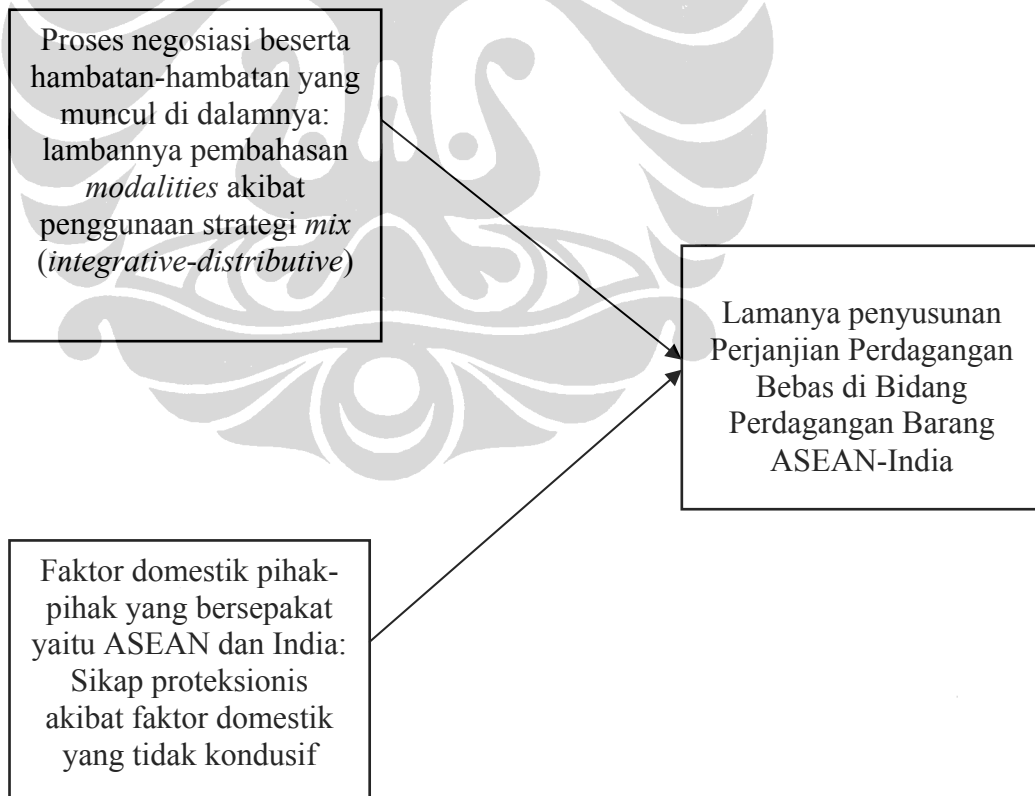 Proses negosiasi beserta
hambatan-hambatan yang
muncul di dalamnya:
lambannya pembahasan
modalities akibat
penggunaan strategi mix
(integrative-distributive)
Lamanya penyusunan
Perjanjian Perdagangan
Bebas di Bidang
Perdagangan Barang
ASEAN-India
Faktor domestik pihak-
pihak yang bersepakat
yaitu ASEAN dan India:
Sikap proteksionis
akibat faktor domestik
yang tidak kondusif